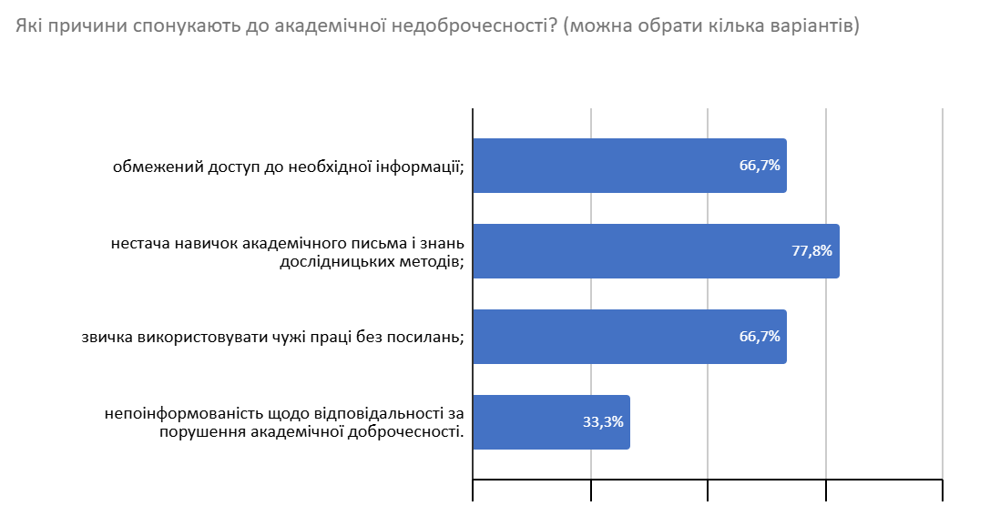 Які причини спонукають до академічної недоброчесності? (можна обрати кілька варіантів)
обмежений доступ до необхідної інформації;
66,7%
нестача навичок академічного письма і знань
дослідницьких методів;
77,8%
звичка використовувати чужі праці без посилань;
66,7%
непоінформованість щодо відповідальності за
порушення академічної доброчесності.
33,3%